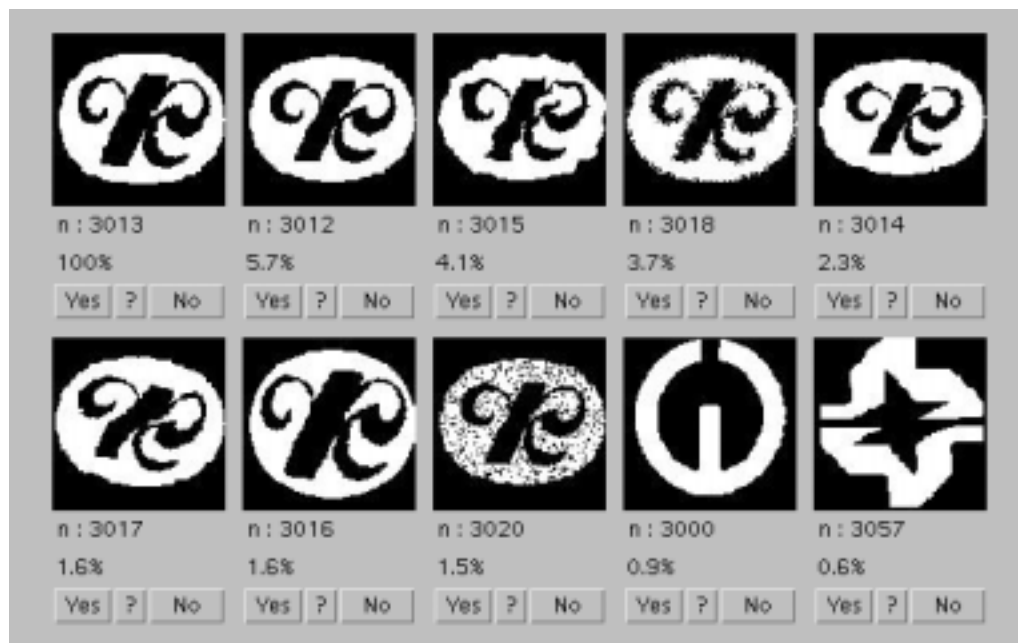 n : 3013 n : 3012 n : 3015 n : 3018 n : 3014
100% 5.7% 4.1% 3.7% 2.3%
Yes ? No Yes ? No Yes ? No Yes ? No Yes ? No
n : 3017 n : 3016 n : 3020 n : 3000 n : 3057
1.6% 1.6% 1.5% 0.9% 0.6%
Yes ? No Yes ? No Yes ? No Yes ? No Yes ? No